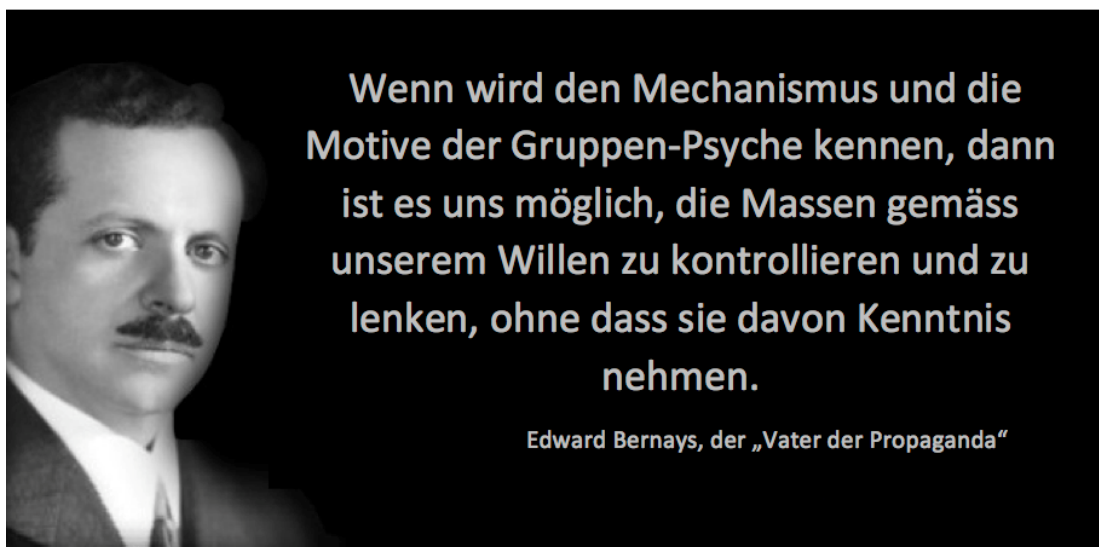 Wenn wird den Mechanismus und die
Motive der Gruppen-Psyche kennen, dann
ist es uns möglich, die Massen gemäss
unserem Willen zu kontrollieren und zu
lenken, ohne dass sie davon Kenntnis
nehmen.
Edward Bernays, der „Vater der Propaganda“